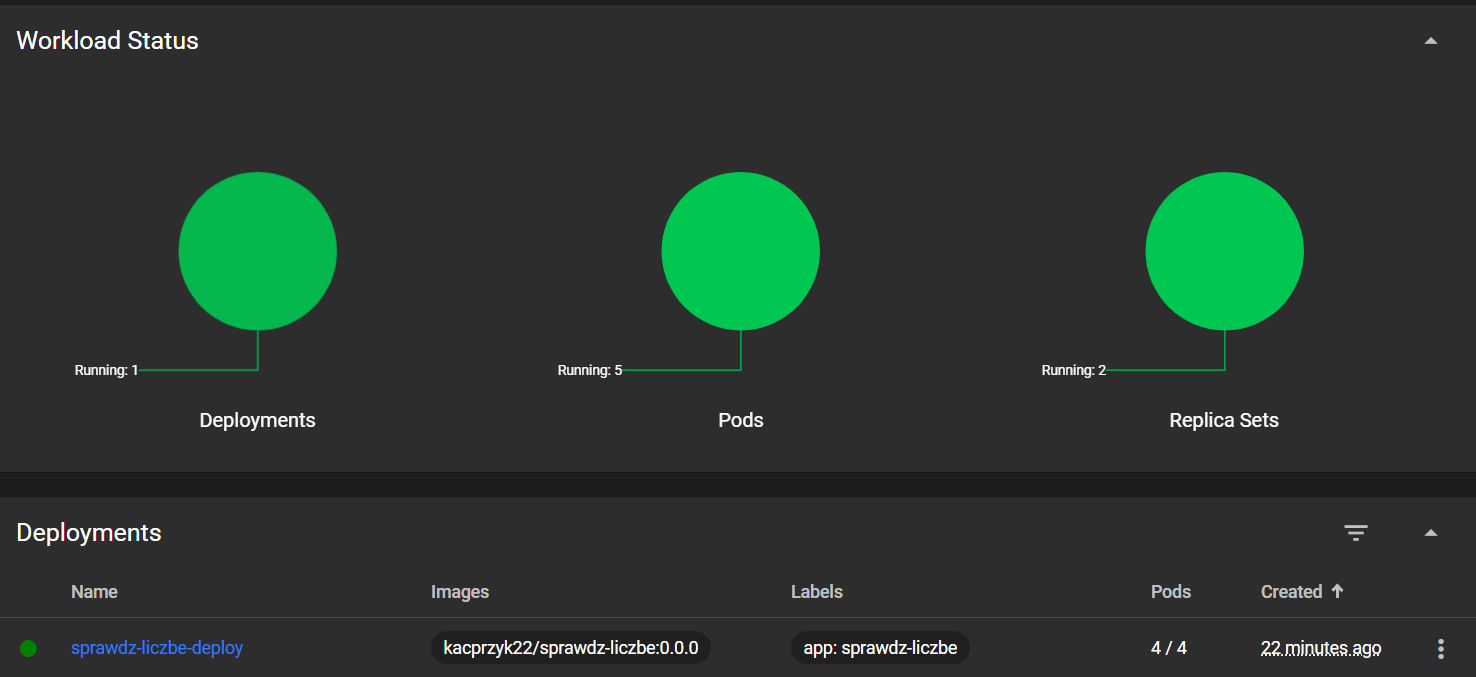 Workload Status
Running: 1
Running: 5
Running: 2
Deployments
Pods
Replica Sets
Deployments
Name Images Labels Pods Created
sprawdz-liczbe-deploy kacprzyk22/sprawdz-liczbe:0.0.0 app: sprawdz-liczbe 4 / 4 22 minutes ago